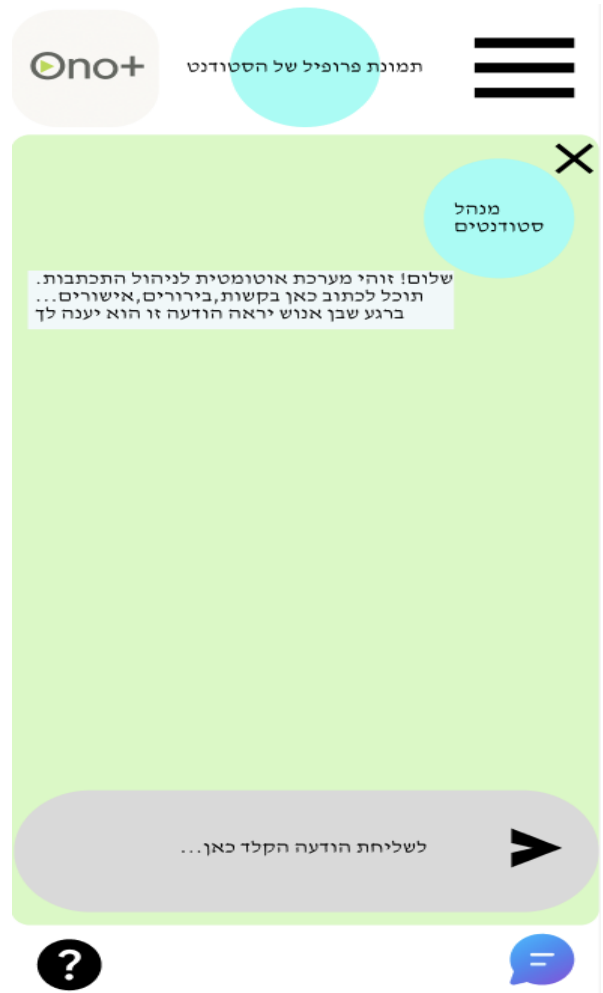 Ono+
תמונת פרופיל של הסטודנט
מנהל
סטודנטים
שלום! זוהי מערכת אוטומטית לניהול התכתבות.
תוכל לכתוב כאן בקשות,בירורים,אישורים...
ברגע שבן אנוש יראה הודעה זו הוא יענה לך
לשליחת הודעה הקלד כאן...
?